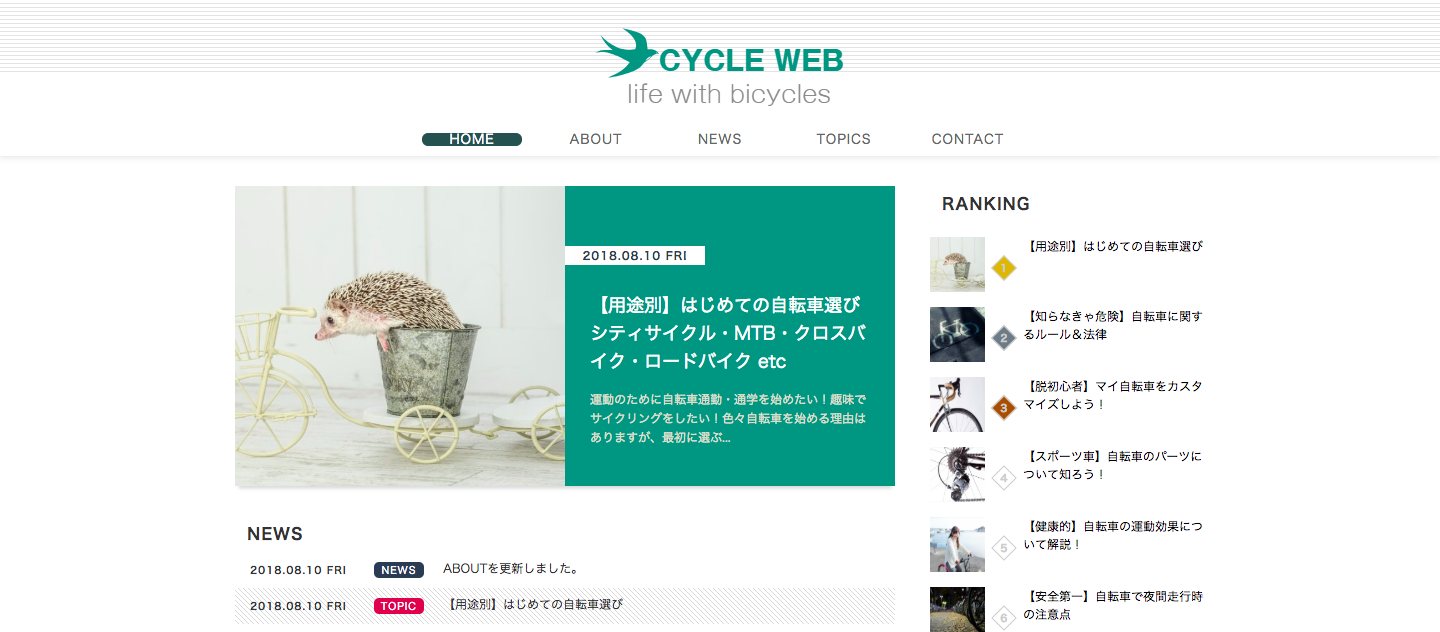 CYCLE WEB
life with bicycles
HOME ABOUT NEWS TOPICS CONTACT
2018.08.10 FRI
【用途別】はじめての自転車選び
シティサイクル・MTB・クロスバ
イク・ロードバイク etc
運動のために自転車通勤・通学を始めたい！趣味で
サイクリングをしたい！色々自転車を始める理由は
ありますが、最初に選ぶ...
NEWS
2018.08.10 FRI NEWS ABOUTを更新しました。
2018.08.10 FRI TOPIC 【用途別】はじめての自転車選び
RANKING
1 【用途別】はじめての自転車選び
2 【知らなきゃ危険】自転車に関す
るルール＆法律
3 【脱初心者】マイ自転車をカスタ
マイズしよう！
4 【スポーツ車】自転車のパーツに
ついて知ろう！
5 【健康的】自転車の運動効果につ
いて解説！
6 【安全第一】自転車で夜間走行時
の注意点